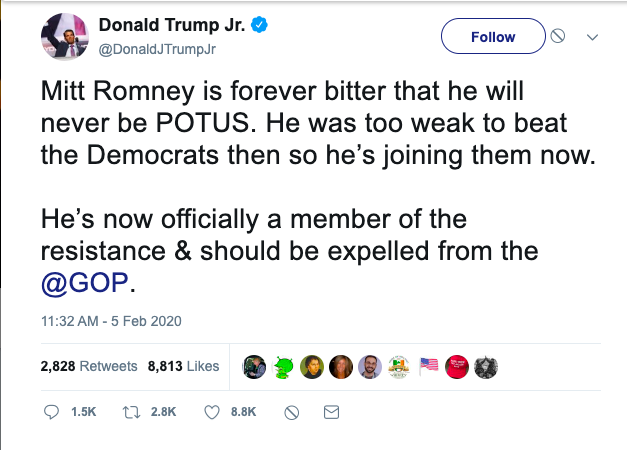 Donald Trump Jr.
@DonaldJTrumpJr
Follow
Mitt Romney is forever bitter that he will
never be POTUS. He was too weak to beat
the Democrats then so he's joining them now.
He's now officially a member of the
resistance & should be expelled from the
@GOP.
11:32 AM - 5 Feb 2020
2,828 Retweets 8,813 Likes
1.5K 2.8K 8.8K